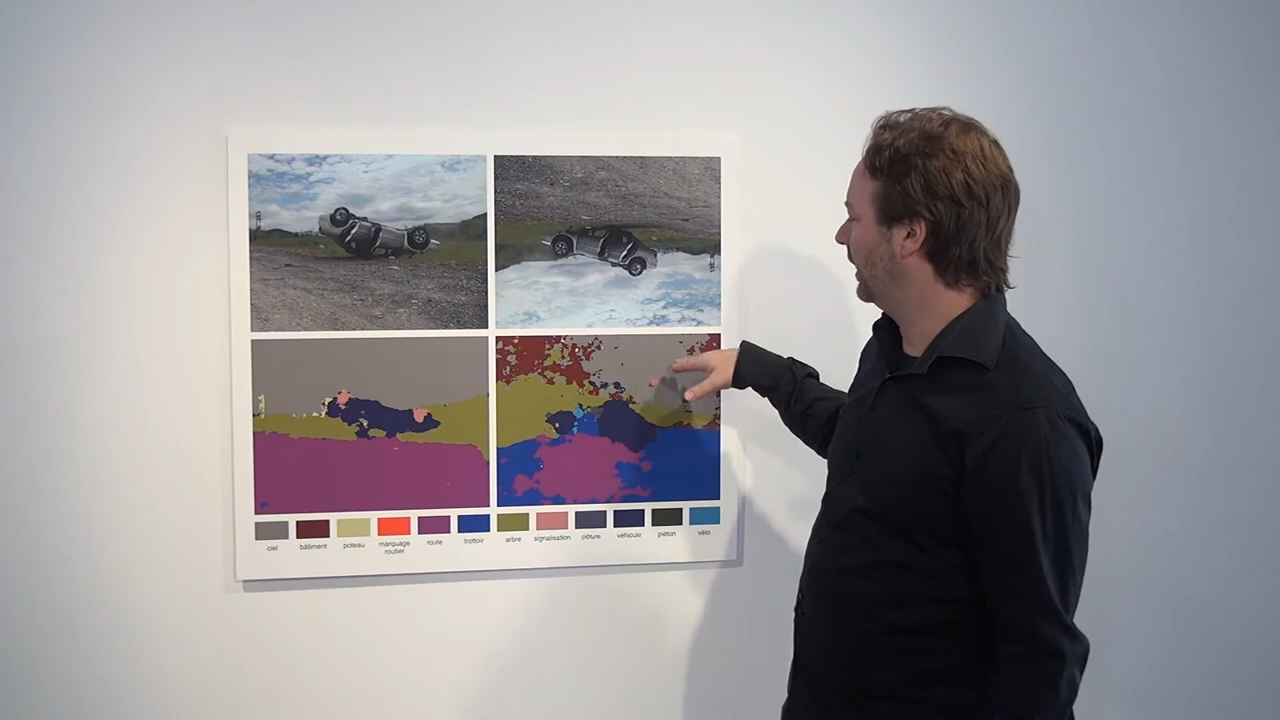 ciel
bâtiment
poteau
marquage
routier
route
trottoir
arbre
signalisation
clôture
véhicule
piéton
vélo